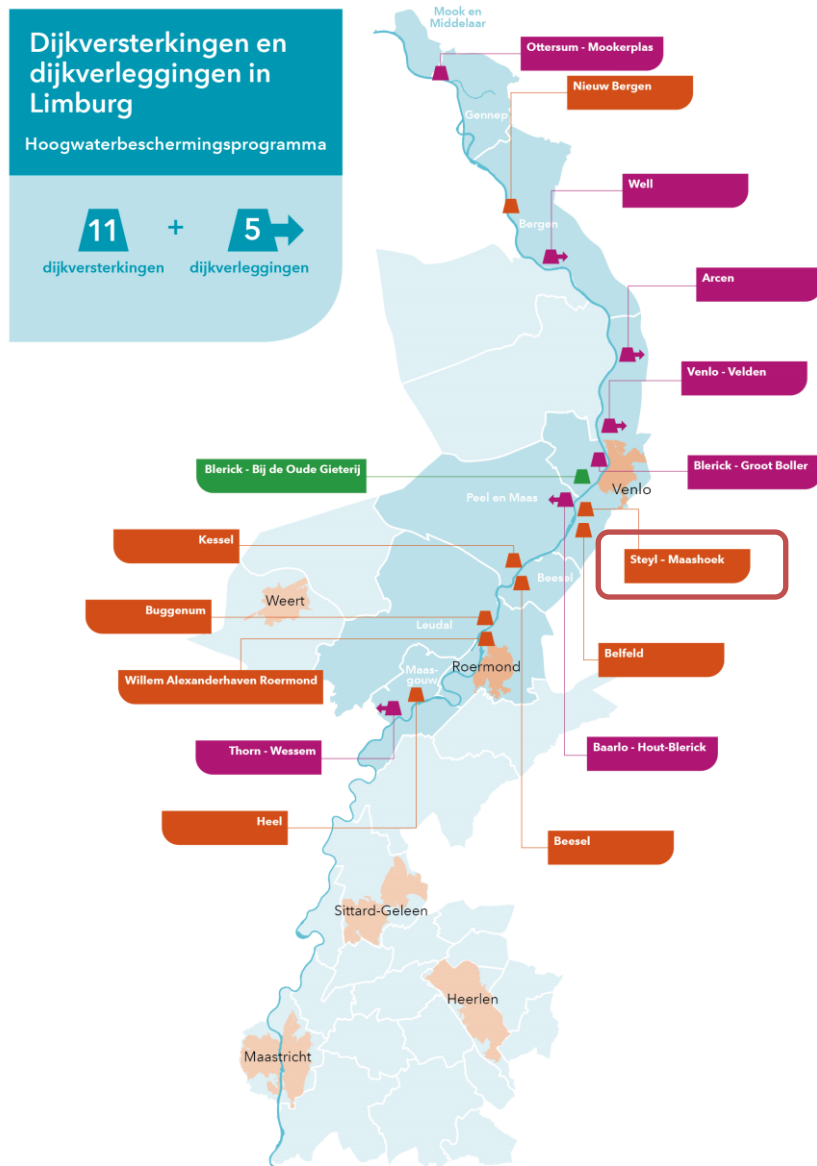 Dijkversterkingen en
dijkverleggingen in
Limburg
Hoogwaterbeschermingsprogramma
11
+
5
dijkversterkingen
dijkverleggingen
Mook en
Middelaar
Ottersum - Mookerplas
Nieuw Bergen
Gennep
Well
Bergen
Arcen
Venlo - Velden
Blerick - Bij de Oude Gieterij
Blerick - Groot Boller
Venlo
Peel en Maas
Kessel
Steyl – Maashoek
Beesel
Weert
Buggenum
Leudal
Belfeld
Roermond
Willem Alexanderhaven Roermond
Maas-
gouw
Thorn - Wessem
Baarlo - Hout-Blerick
Heel
Beesel
Sittard-Geleen
Heerlen
Maastricht